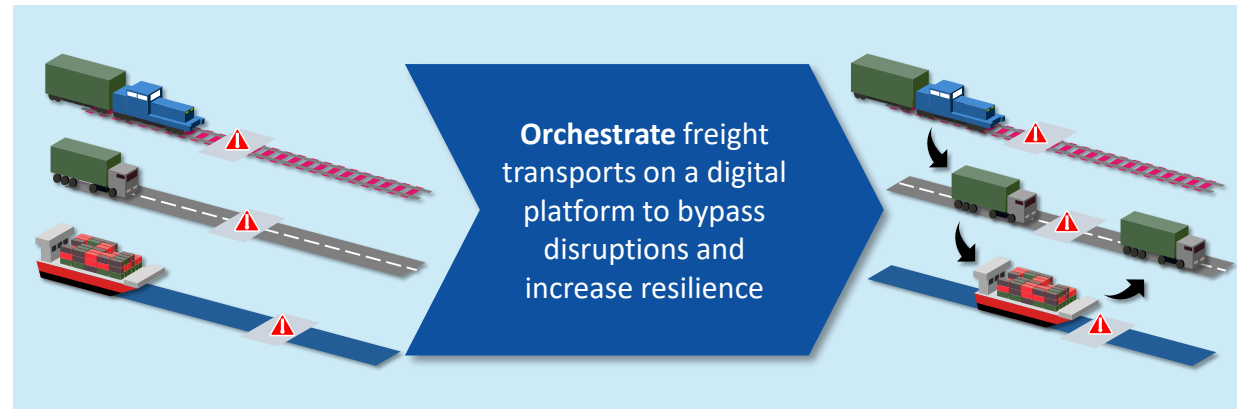 Orchestrate freight
transports on a digital
platform to bypass
disruptions and
increase resilience